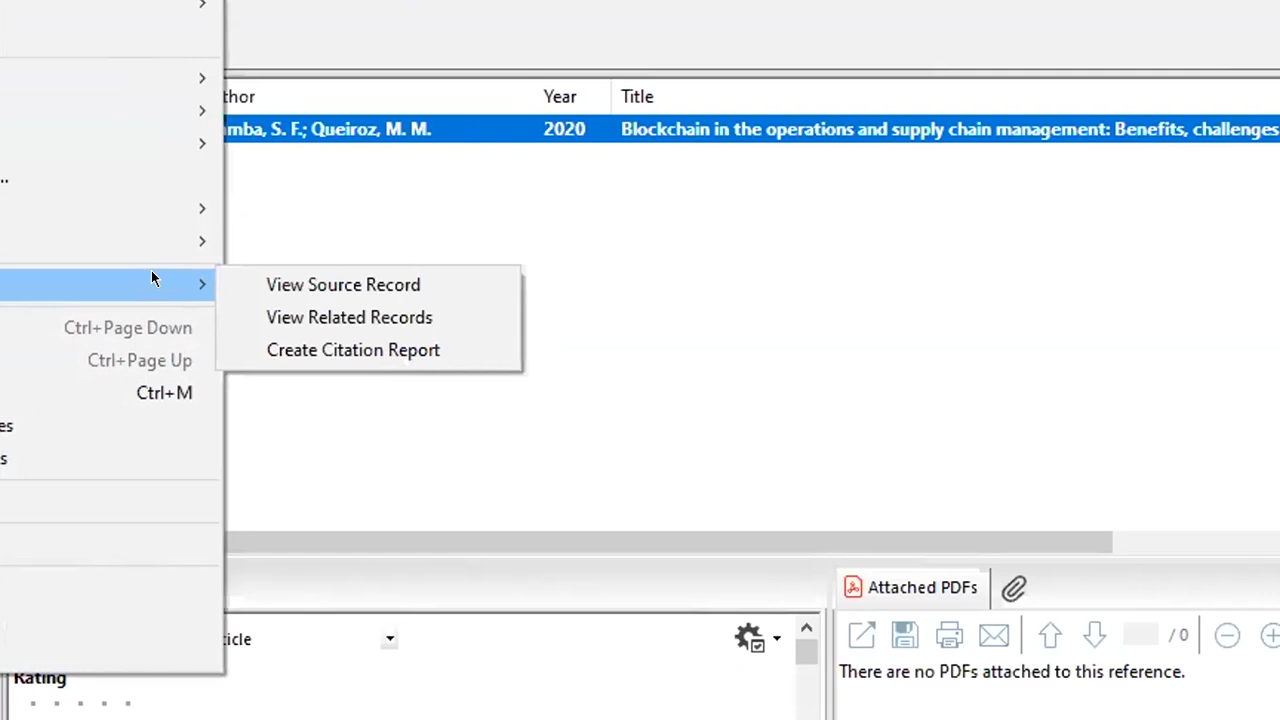 thor Year Title
mba, S. F.; Queiroz, M. M. 2020 Blockchain in the operations and supply chain management: Benefits, challenges
..
View Source Record
View Related Records
Ctrl+Page Down
Create Citation Report
Ctrl+Page Up
Ctrl+M
es
s
Attached PDFs
ticle
/ 0
There are no PDFs attached to this reference.
Rating